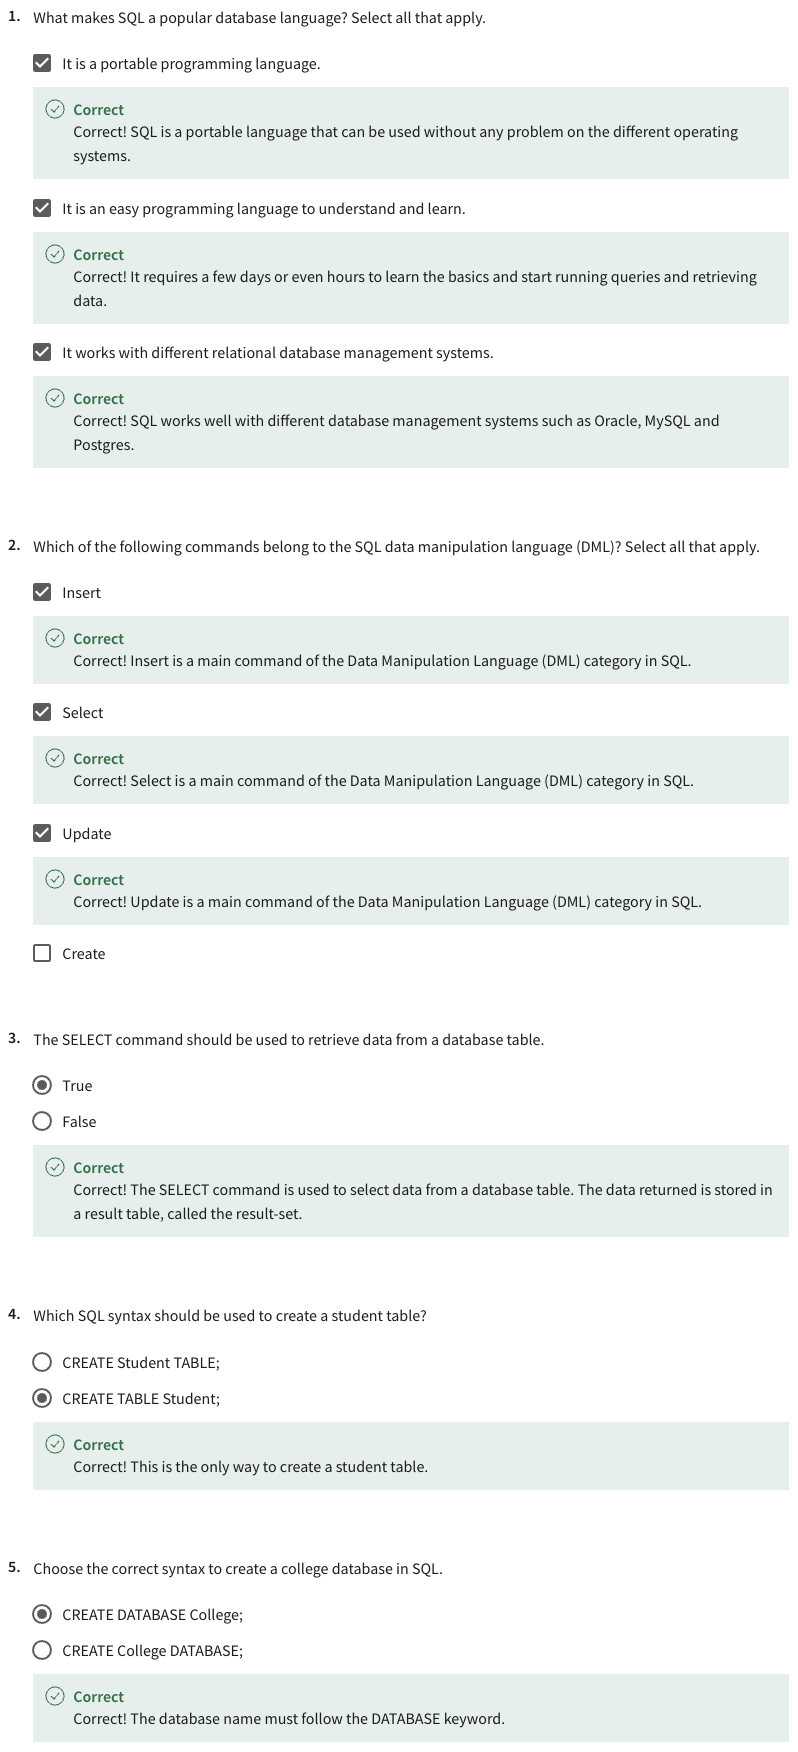 1. What makes SQL a popular database language? Select all that apply.
It is a portable programming language.
Correct
Correct! SQL is a portable language that can be used without any problem on the different operating
systems.
It is an easy programming language to understand and learn.
Correct
Correct! It requires a few days or even hours to learn the basics and start running queries and retrieving
data.
It works with different relational database management systems.
Correct
Correct! SQL works well with different database management systems such as Oracle, MySQL and
Postgres.
2. Which of the following commands belong to the SQL data manipulation language (DML)? Select all that apply.
Insert
Correct
Correct! Insert is a main command of the Data Manipulation Language (DML) category in SQL.
Select
Correct
Correct! Select is a main command of the Data Manipulation Language (DML) category in SQL.
Update
Correct
Correct! Update is a main command of the Data Manipulation Language (DML) category in SQL.
Create
3. The SELECT command should be used to retrieve data from a database table.
True
False
Correct
Correct! The SELECT command is used to select data from a database table. The data returned is stored in
a result table, called the result-set.
4. Which SQL syntax should be used to create a student table?
CREATE Student TABLE;
CREATE TABLE Student;
Correct
Correct! This is the only way to create a student table.
5. Choose the correct syntax to create a college database in SQL.
CREATE DATABASE College;
CREATE College DATABASE;
Correct
Correct! The database name must follow the DATABASE keyword.